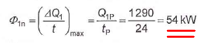 Φ1n = (ΔQ1 / t)max = Q1P / tP = 1290 / 24 = 54 kW